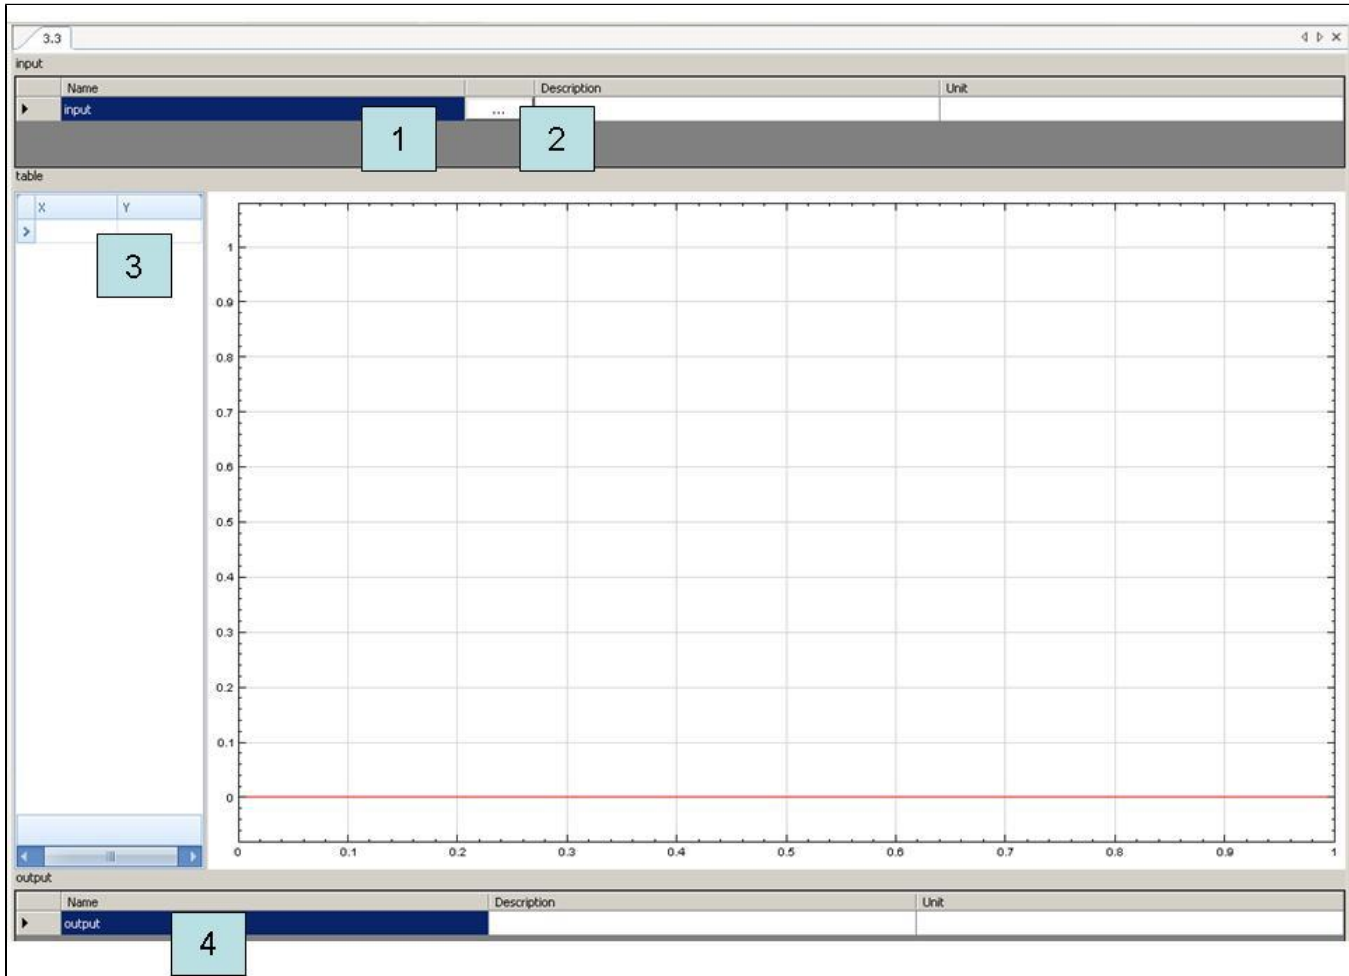 3.3
input
Name Description Unit
input ...
1 2
table
X Y
3
1
0.9
0.8
0.7
0.6
0.5
0.4
0.3
0.2
0.1
0
0 0.1 0.2 0.3 0.4 0.5 0.6 0.7 0.8 0.9 1
output
Name Description Unit
output
4